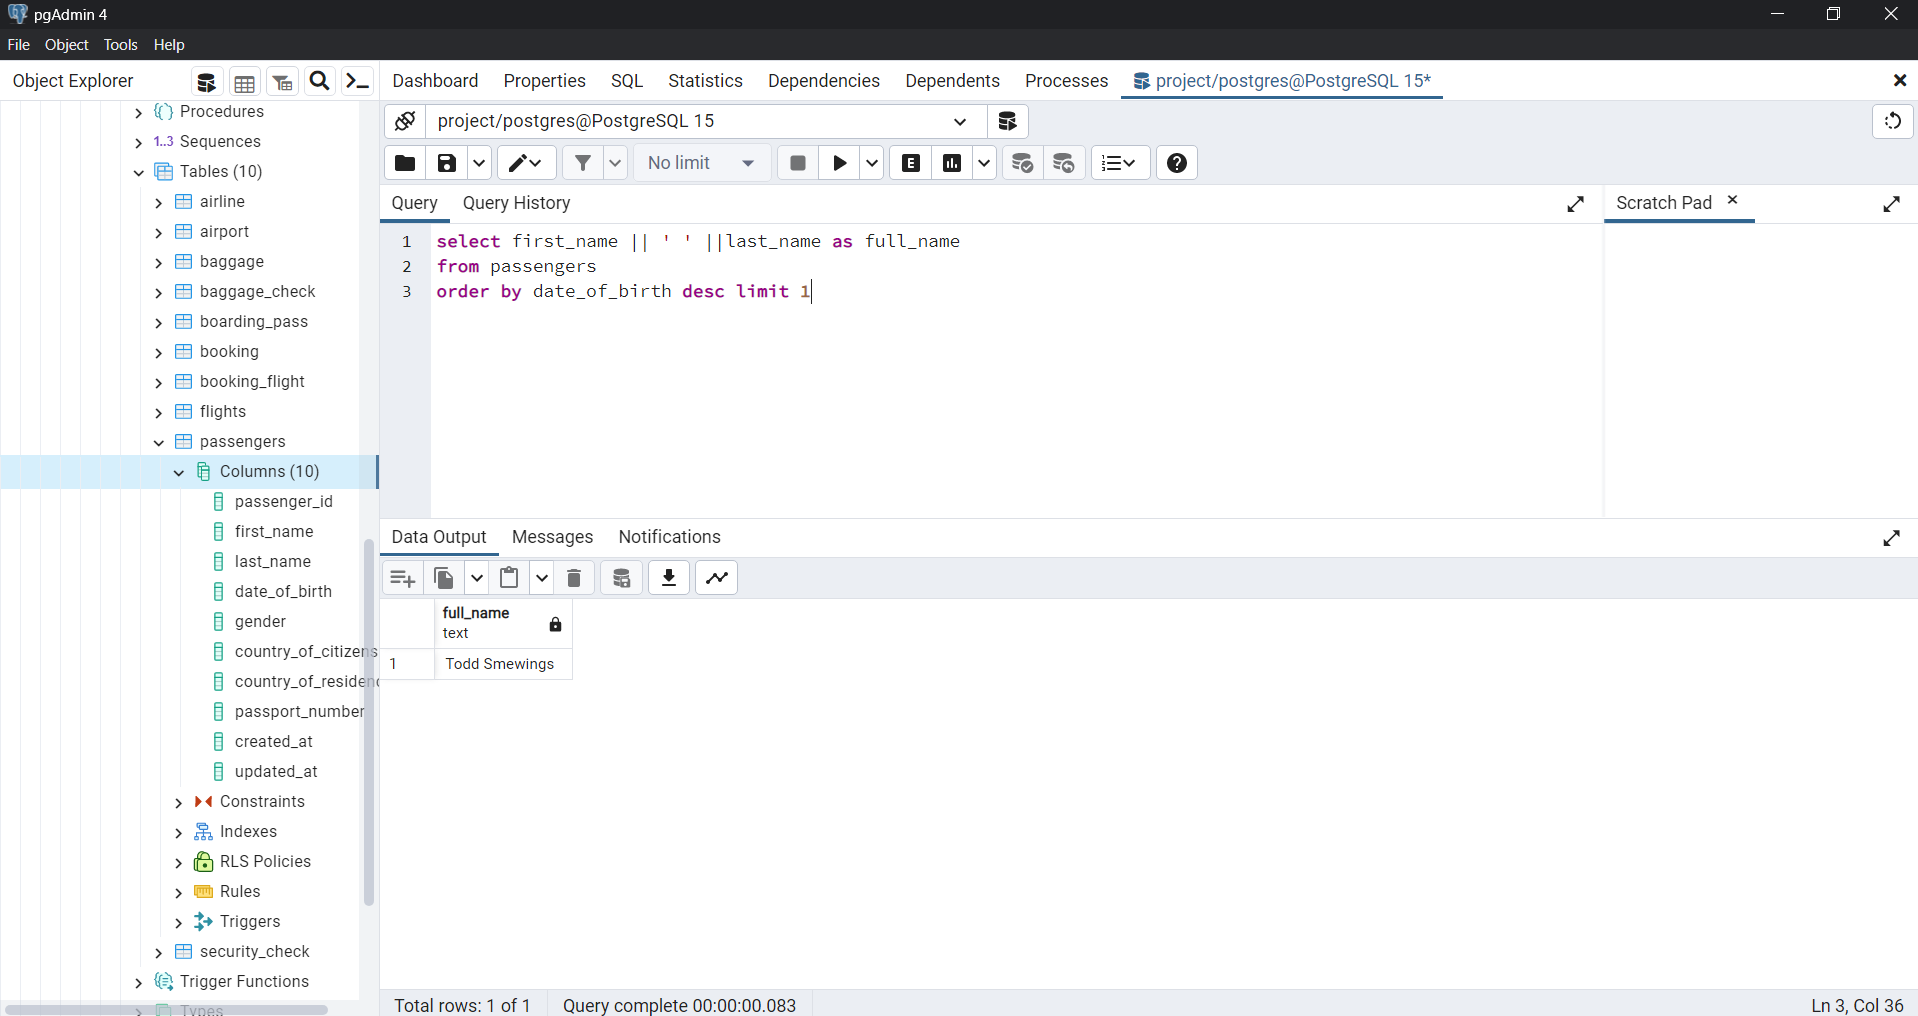 pgAdmin 4
File Object Tools Help
Object Explorer
Dashboard Properties SQL Statistics Dependencies Dependents Processes project/postgres@PostgreSQL 15*
Procedures
1..3 Sequences
Tables (10)
airline
airport
baggage
baggage_check
boarding_pass
booking
booking_flight
flights
passengers
Columns (10)
passenger_id
first_name
last_name
date_of_birth
gender
country_of_citizens
country_of_residenc
passport_number
created_at
updated_at
Constraints
Indexes
RLS Policies
Rules
Triggers
security_check
Trigger Functions
Types
project/postgres@PostgreSQL 15
No limit
E
Query Query History
Scratch Pad
1 select first_name || ' ' ||last_name as full_name
2 from passengers
3 order by date_of_birth desc limit 1
Data Output Messages Notifications
full_name
text
1 Todd Smewings
Total rows: 1 of 1 Query complete 00:00:00.083 Ln 3, Col 36